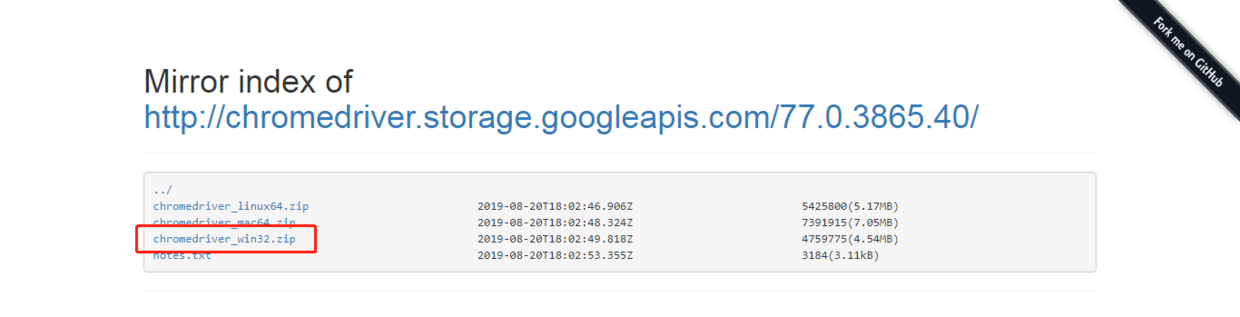 Fork me on GitHub
Mirror index of
http://chromedriver.storage.googleapis.com/77.0.3865.40/
../
chromedriver_linux64.zip 2019-08-20T18:02:46.906Z 5425800(5.17MB)
chromedriver_mac64.zip 2019-08-20T18:02:48.324Z 7391915(7.05MB)
chromedriver_win32.zip 2019-08-20T18:02:49.818Z 4759775(4.54MB)
notes.txt 2019-08-20T18:02:53.355Z 3184(3.11kB)